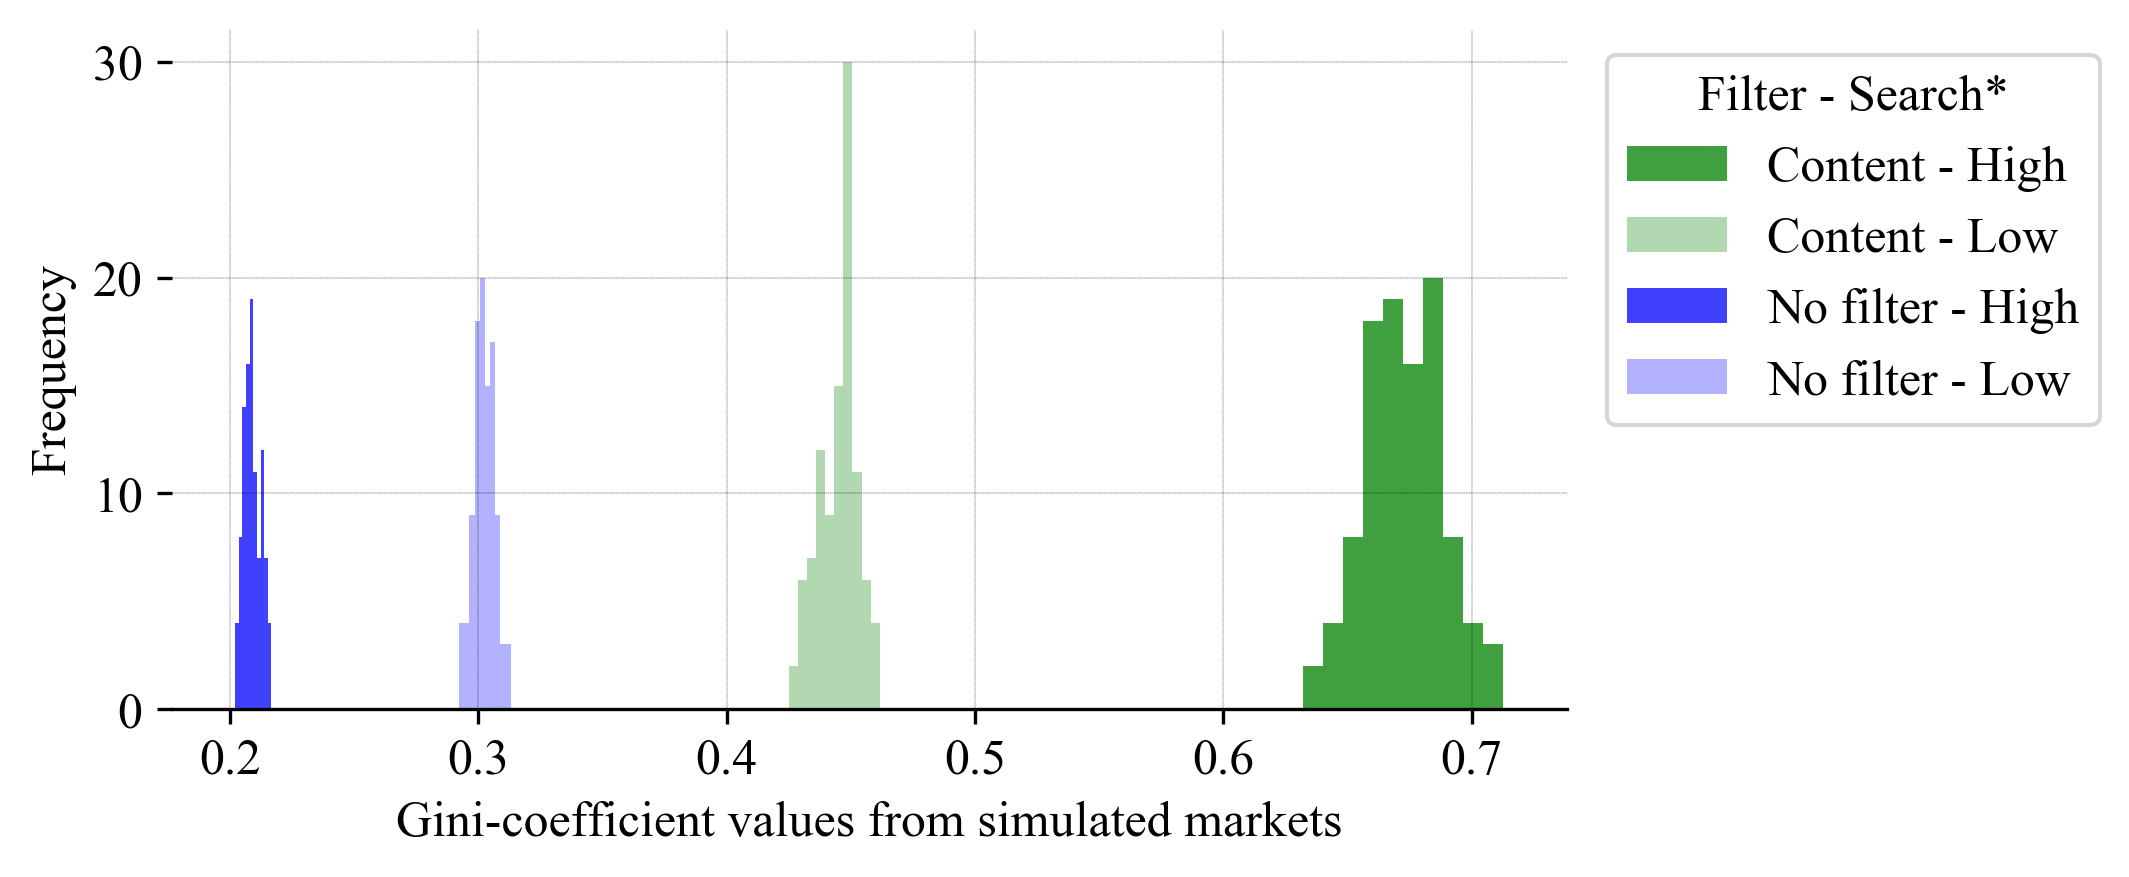 30
20
10
0
Frequency
0.2 0.3 0.4 0.5 0.6 0.7
Gini-coefficient values from simulated markets
Filter - Search*
Content - High
Content - Low
No filter - High
No filter - Low